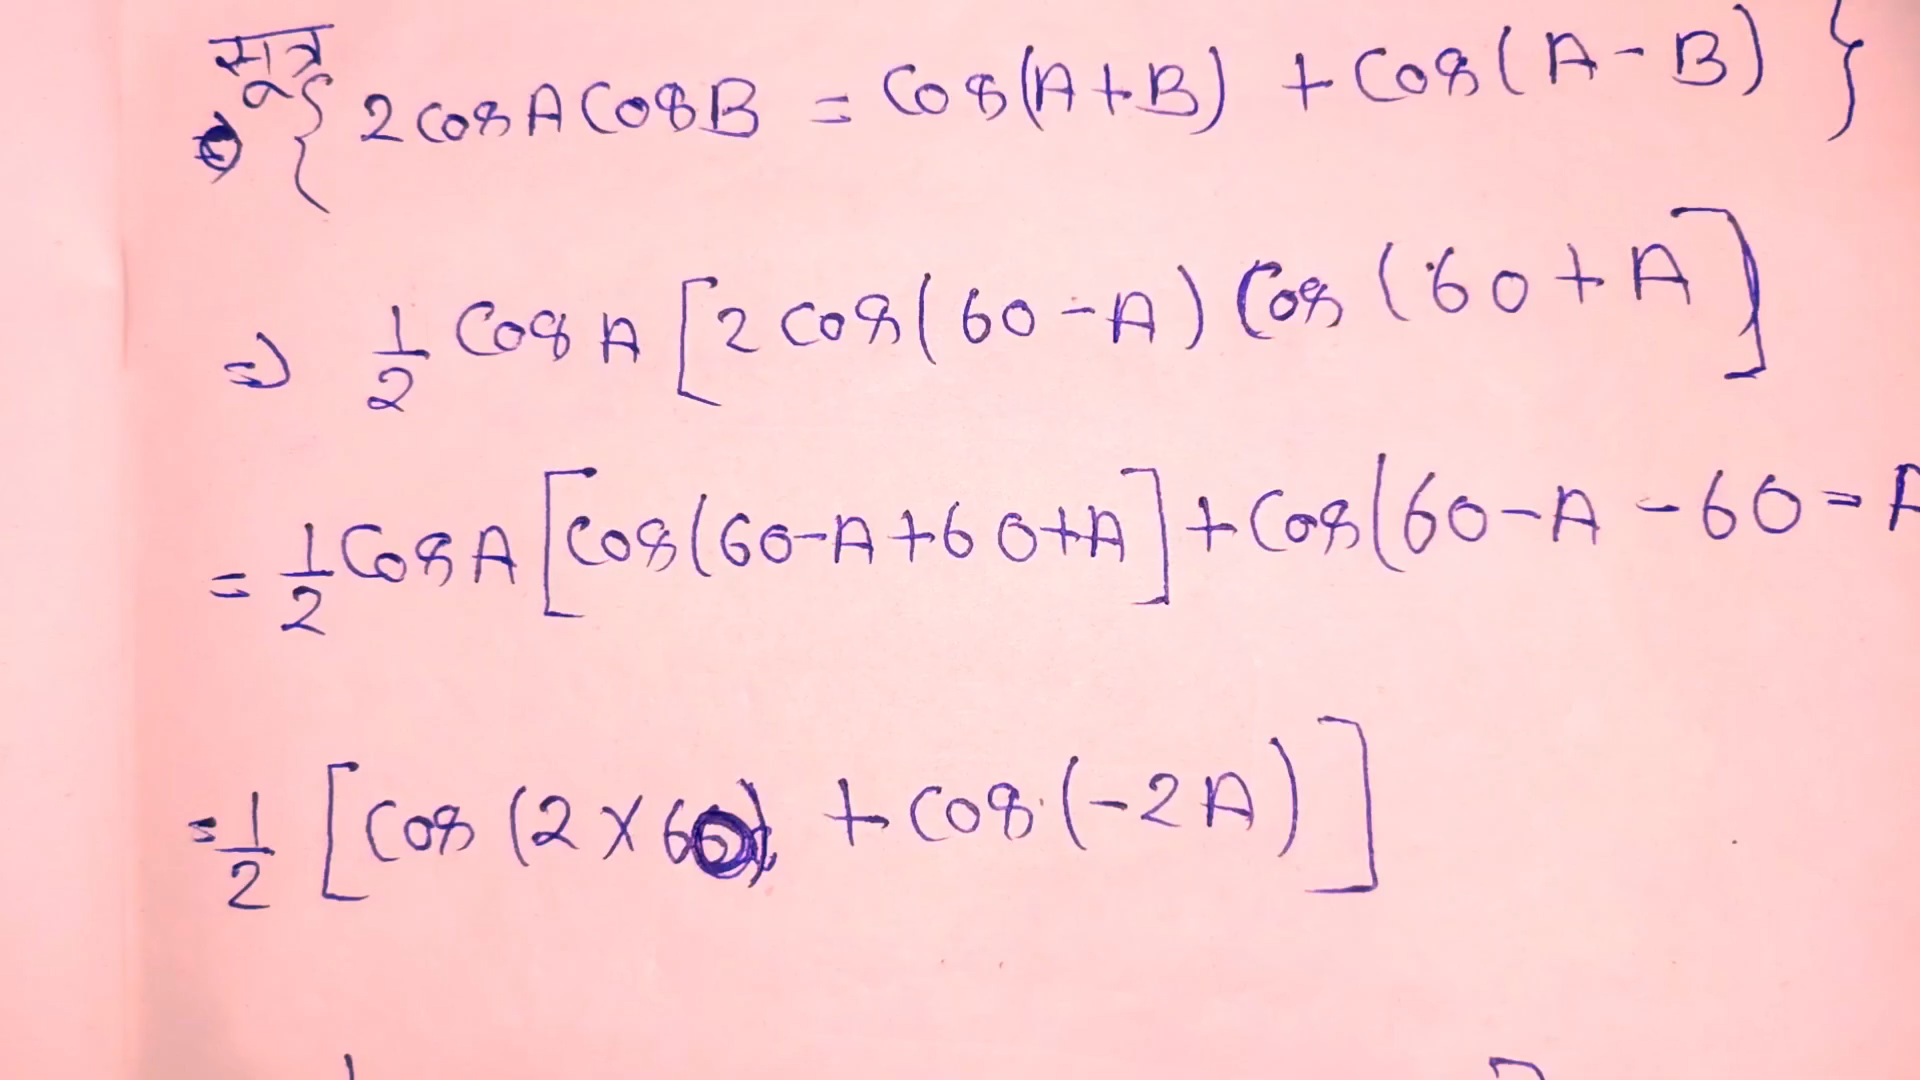 सूत्र
{ 2 cos A Cos B = Cos (A+B) + Cos (A - B) }
=) 1/2 Cos A [2 cos (60 - A) Cos (60 + A]
= 1/2 Cos A [Cos (60-A+60+A] + Cos (60-A - 60 - A
= 1/2 [Cos (2 × 60) + cos (-2A)]